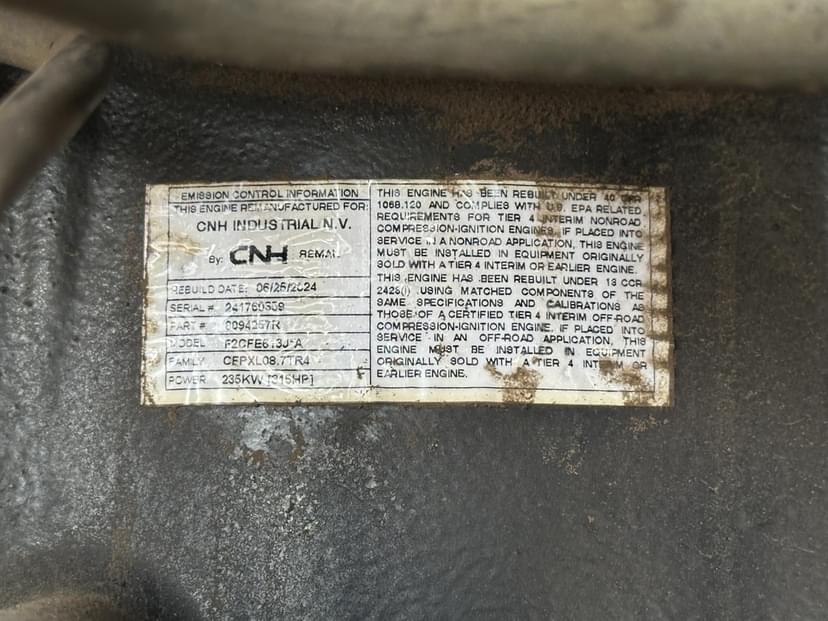 EMISSION CONTROL INFORMATION
THIS ENGINE REMANUFACTURED FOR:
CNH INDUSTRIAL N.V.
By: CNH REMAN
REBUILD DATE: 06/25/2024
SERIAL #
PART #
MODEL
FAMILY CEPXL08.7TR4
POWER 235KW [315HP]
THIS ENGINE HAS BEEN REBUILT UNDER 40 CFR
1068.120 AND COMPLIES WITH U.S. EPA RELATED
REQUIREMENTS FOR TIER 4 INTERIM NONROAD
COMPRESSION-IGNITION ENGINES. IF PLACED INTO
SERVICE IN A NONROAD APPLICATION, THIS ENGINE
MUST BE INSTALLED IN EQUIPMENT ORIGINALLY
SOLD WITH A TIER 4 INTERIM OR EARLIER ENGINE.
THIS ENGINE HAS BEEN REBUILT UNDER 13 CCR
USING MATCHED COMPONENTS OF THE
SAME SPECIFICATIONS AND CALIBRATIONS AS
THOSE OF A CERTIFIED TIER 4 INTERIM OFF-ROAD
COMPRESSION-IGNITION ENGINE. IF PLACED INTO
SERVICE IN AN OFF-ROAD APPLICATION, THIS
ENGINE MUST BE INSTALLED IN EQUIPMENT
ORIGINALLY SOLD WITH A TIER 4 INTERIM OR
EARLIER ENGINE.